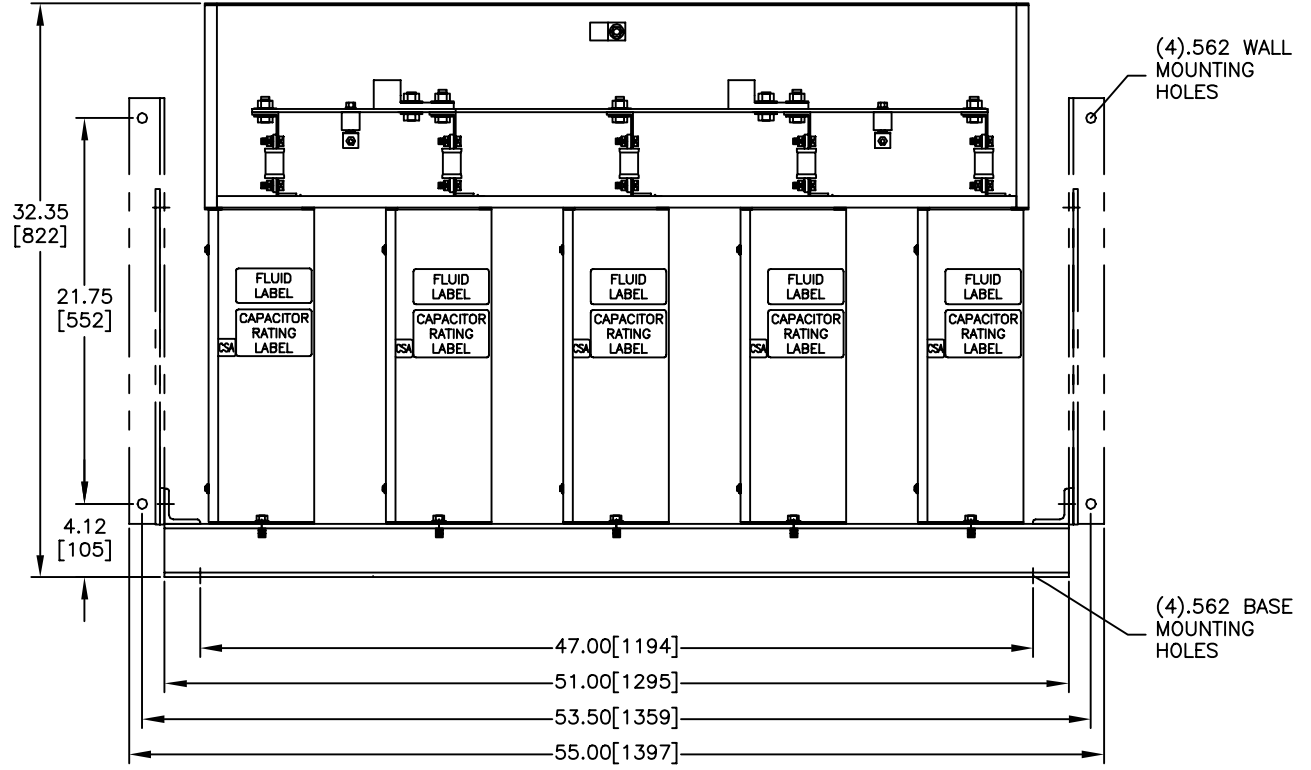 (4).562 WALL
MOUNTING
HOLES
32.35
[822]
21.75
[552]
4.12
[105]
FLUID
LABEL
CAPACITOR
RATING
LABEL
CSA
FLUID
LABEL
CAPACITOR
RATING
LABEL
CSA
FLUID
LABEL
CAPACITOR
RATING
LABEL
CSA
FLUID
LABEL
CAPACITOR
RATING
LABEL
CSA
FLUID
LABEL
CAPACITOR
RATING
LABEL
CSA
(4).562 BASE
MOUNTING
HOLES
47.00[1194]
51.00[1295]
53.50[1359]
55.00[1397]